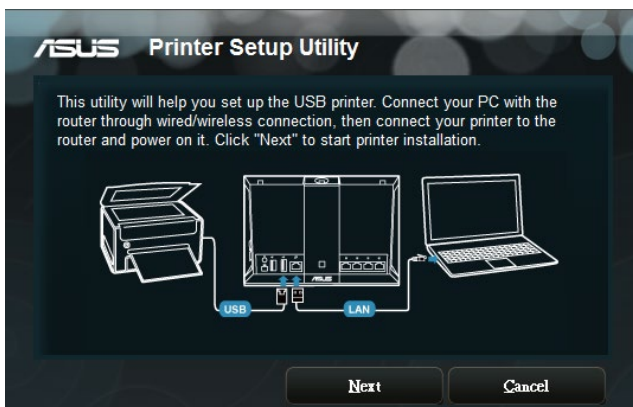 ASUS Printer Setup Utility
This utility will help you set up the USB printer. Connect your PC with the
router through wired/wireless connection, then connect your printer to the
router and power on it. Click "Next" to start printer installation.
ASUS
USB
LAN
Next
Cancel